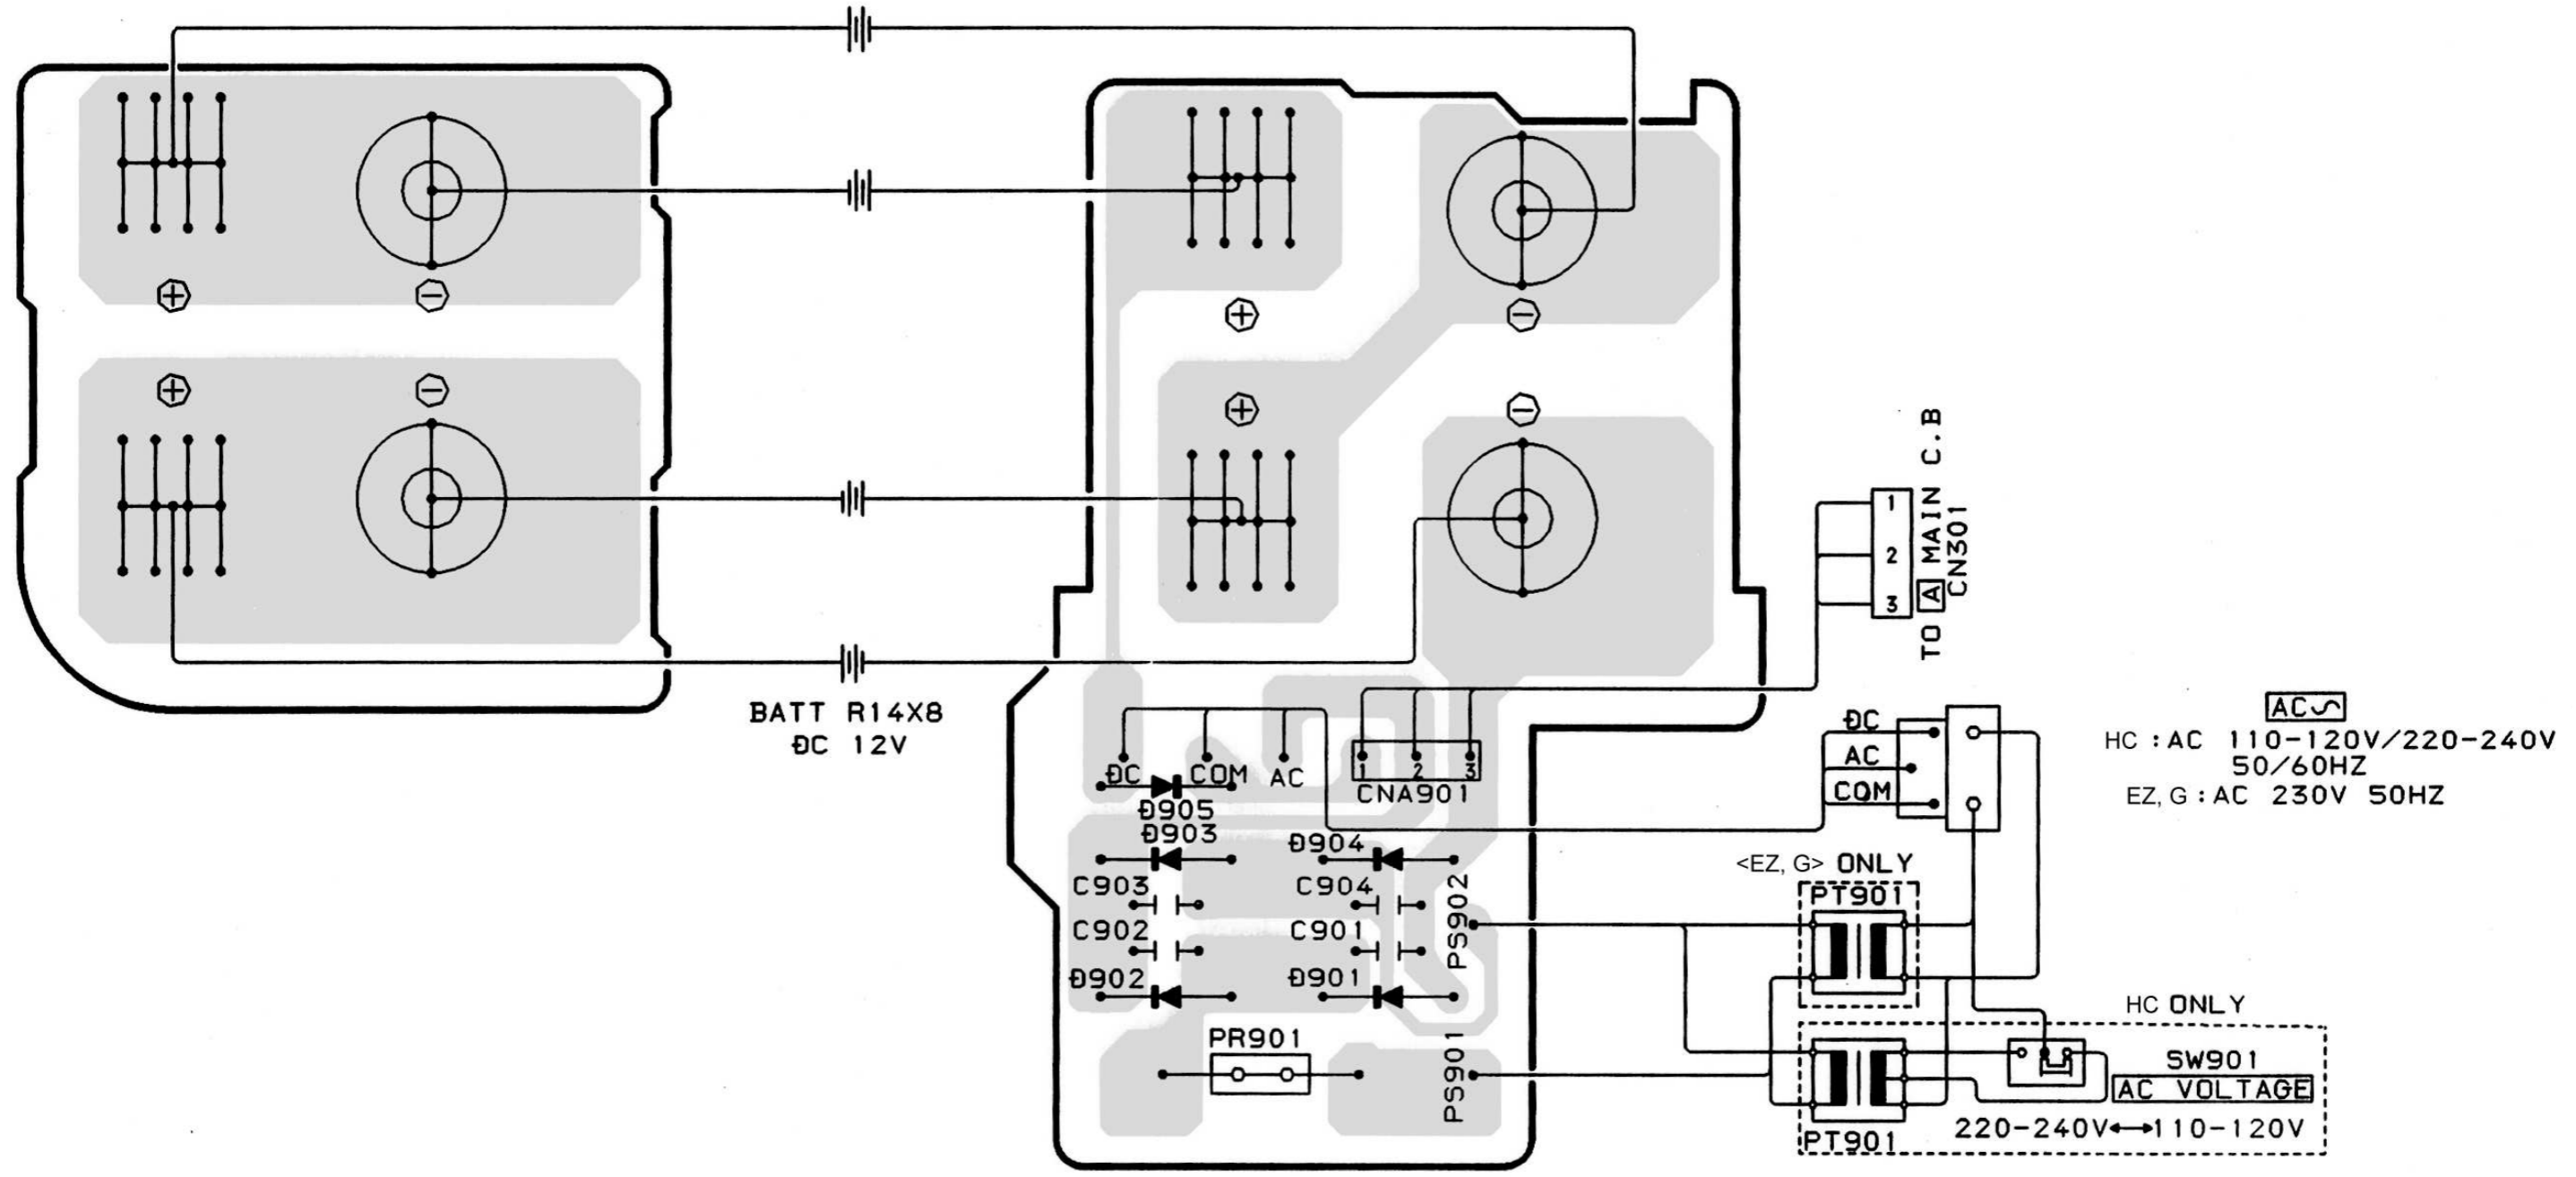 ⊕ ⊖
⊕ ⊖
⊕ ⊖
⊕ ⊖
BATT R14X8
DC 12V
DC COM AC
1 2 3
CNA901
D905
D903
D904
C903
C904
C902
C901
D902
D901
PS902
PR901
PS901
1
2
3
TO A MAIN C.B
CN301
DC
AC
COM
AC∿
HC : AC 110-120V/220-240V
50/60HZ
EZ, G : AC 230V 50HZ
<EZ, G> ONLY
PT901
HC ONLY
SW901
AC VOLTAGE
220-240V↔110-120V
PT901